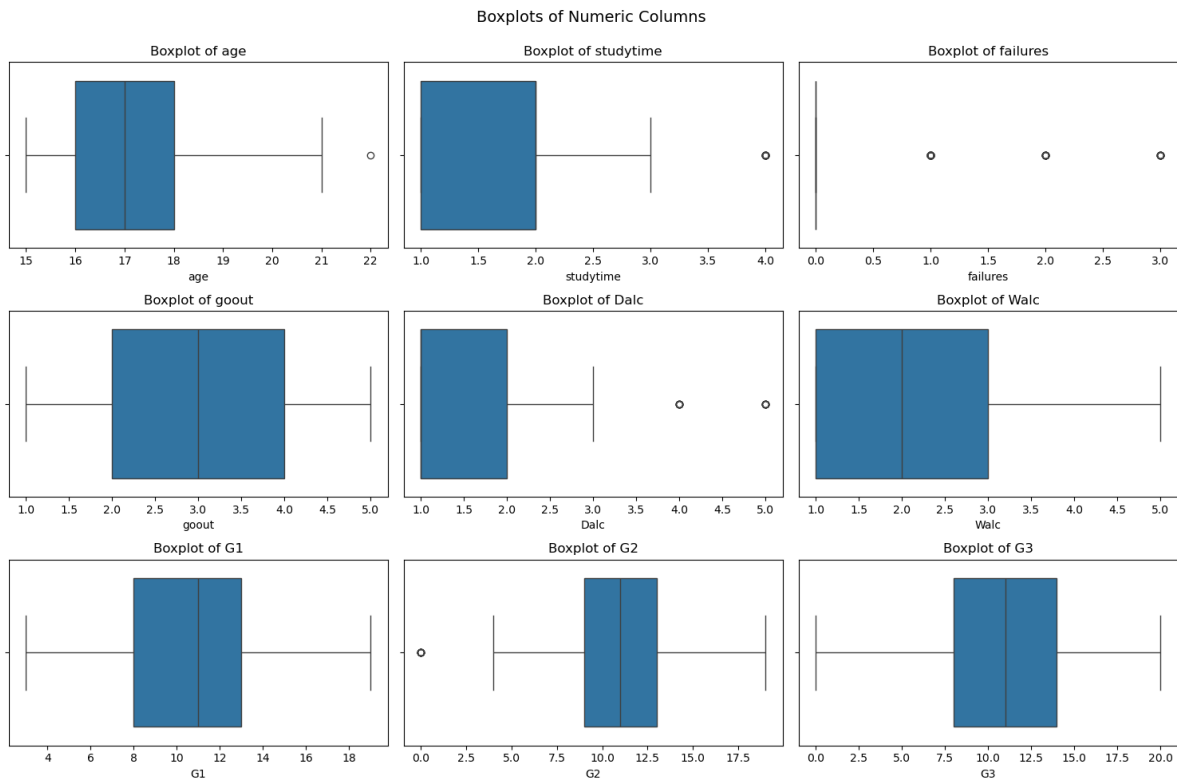 Boxplots of Numeric Columns
Boxplot of age
Boxplot of studytime
Boxplot of failures
15 16 17 18 19 20 21 22
1.0 1.5 2.0 2.5 3.0 3.5 4.0
0.0 0.5 1.0 1.5 2.0 2.5 3.0
age
studytime
failures
Boxplot of goout
Boxplot of Dalc
Boxplot of Walc
1.0 1.5 2.0 2.5 3.0 3.5 4.0 4.5 5.0
1.0 1.5 2.0 2.5 3.0 3.5 4.0 4.5 5.0
1.0 1.5 2.0 2.5 3.0 3.5 4.0 4.5 5.0
goout
Dalc
Walc
Boxplot of G1
Boxplot of G2
Boxplot of G3
4 6 8 10 12 14 16 18
0.0 2.5 5.0 7.5 10.0 12.5 15.0 17.5
0.0 2.5 5.0 7.5 10.0 12.5 15.0 17.5 20.0
G1
G2
G3